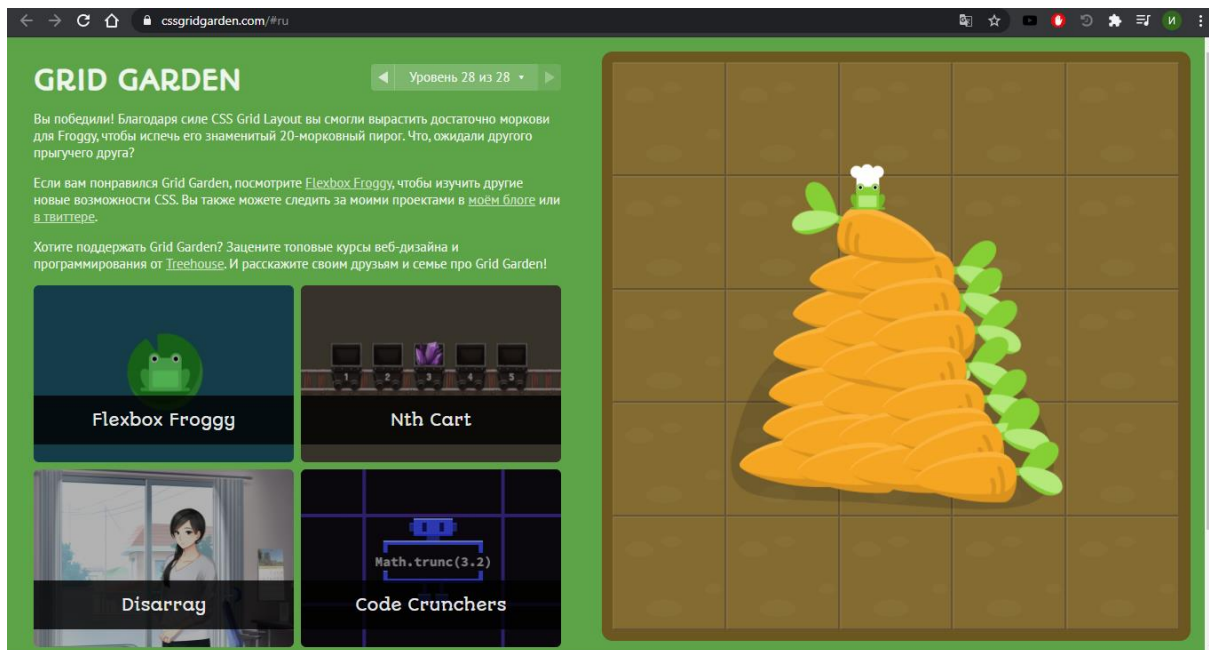 cssgridgarden.com/#ru
И
GRID GARDEN
Уровень 28 из 28
Вы победили! Благодаря силе CSS Grid Layout вы смогли вырастить достаточно моркови
для Froggy, чтобы испечь его знаменитый 20-морковный пирог. Что, ожидали другого
прыгучего друга?
Если вам понравился Grid Garden, посмотрите Flexbox Froggy, чтобы изучить другие
новые возможности CSS. Вы также можете следить за моими проектами в моём блоге или
в твиттере.
Хотите поддержать Grid Garden? Зацените топовые курсы веб-дизайна и
программирования от Treehouse. И расскажите своим друзьям и семье про Grid Garden!
Flexbox Froggy
1 2 3 4 5
Nth Cart
Disarray
Math.trunc(3.2)
Code Crunchers